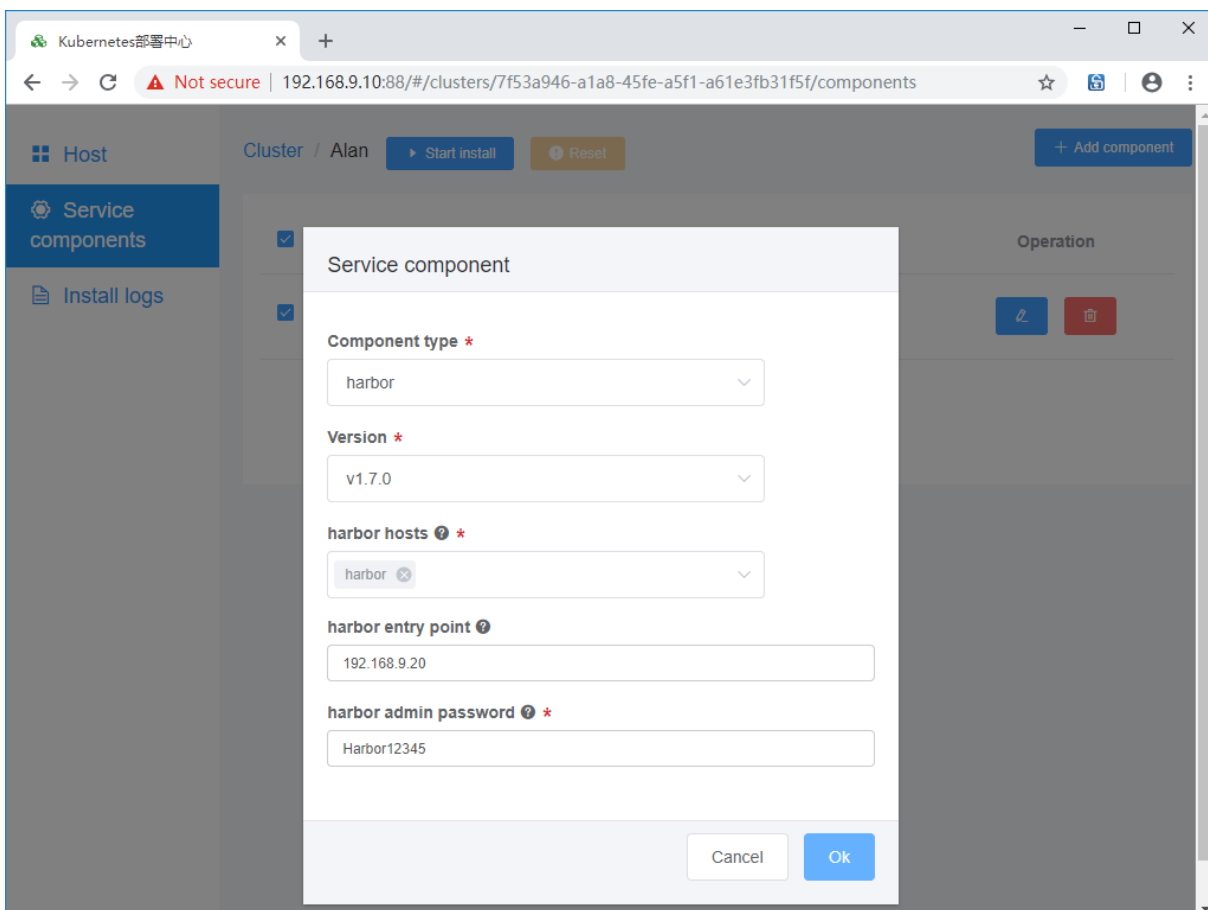 Kubernetes部署中心
Not secure | 192.168.9.10:88/#/clusters/7f53a946-a1a8-45fe-a5f1-a61e3fb31f5f/components
Host
Cluster / Alan
Start install
Reset
+ Add component
Service
components
Install logs
Operation
Service component
Component type *
harbor
Version *
v1.7.0
harbor hosts *
harbor
harbor entry point
192.168.9.20
harbor admin password *
Harbor12345
Cancel
Ok